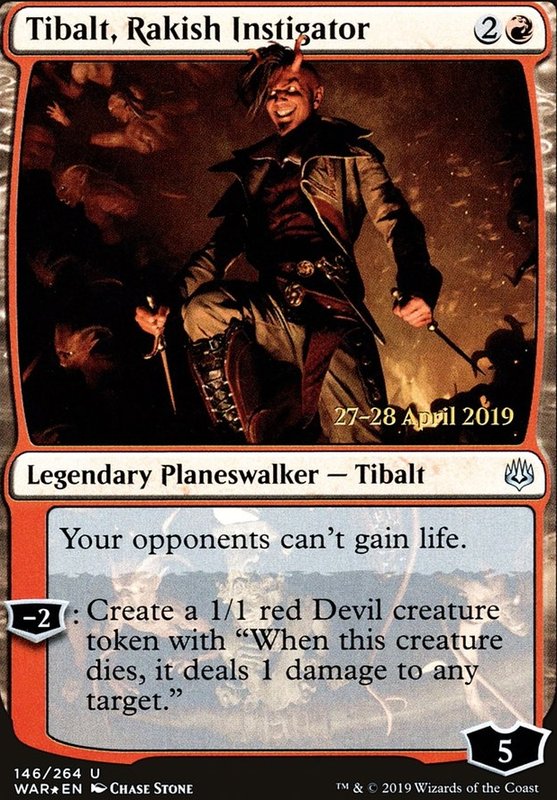 Tibalt, Rakish Instigator 2
27–28 April 2019
Legendary Planeswalker — Tibalt
Your opponents can't gain life.
−2 : Create a 1/1 red Devil creature
token with “When this creature
dies, it deals 1 damage to any
target.”
5
146/264 U
WAR★EN Chase Stone
™ & © 2019 Wizards of the Coast